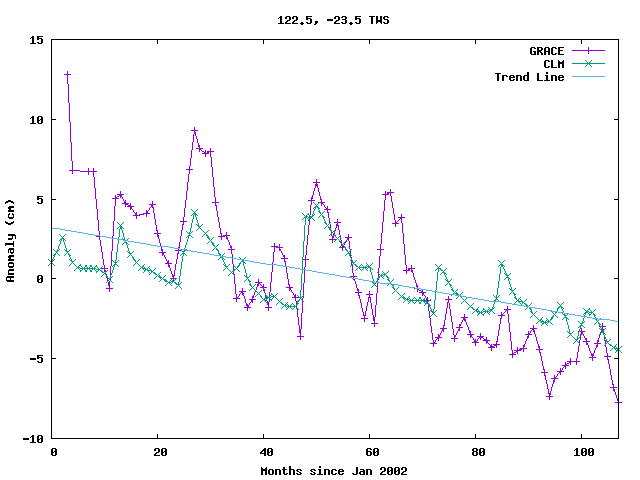 122.5, -23.5 TWS
GRACE
CLM
Trend Line
15
10
5
0
-5
-10
Anomaly (cm)
0 20 40 60 80 100
Months since Jan 2002